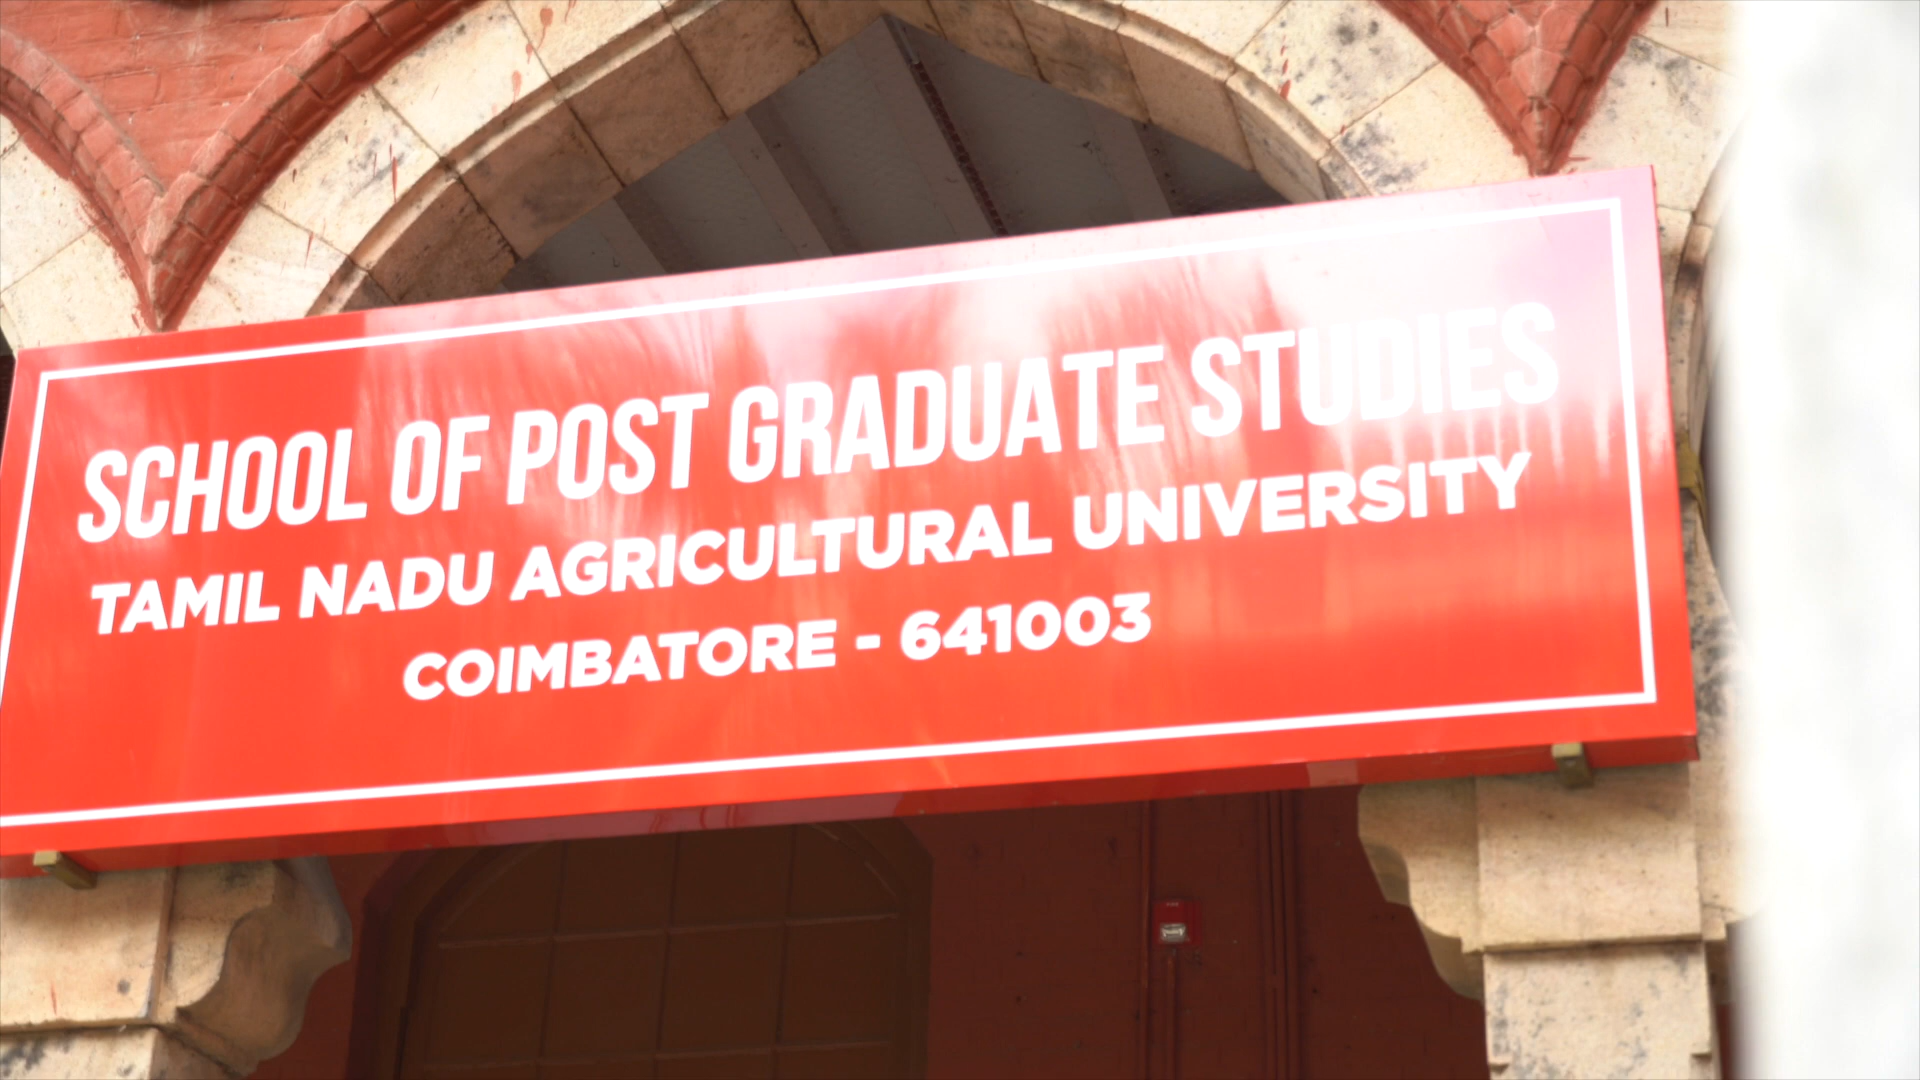 SCHOOL OF POST GRADUATE STUDIES
TAMIL NADU AGRICULTURAL UNIVERSITY
COIMBATORE - 641003